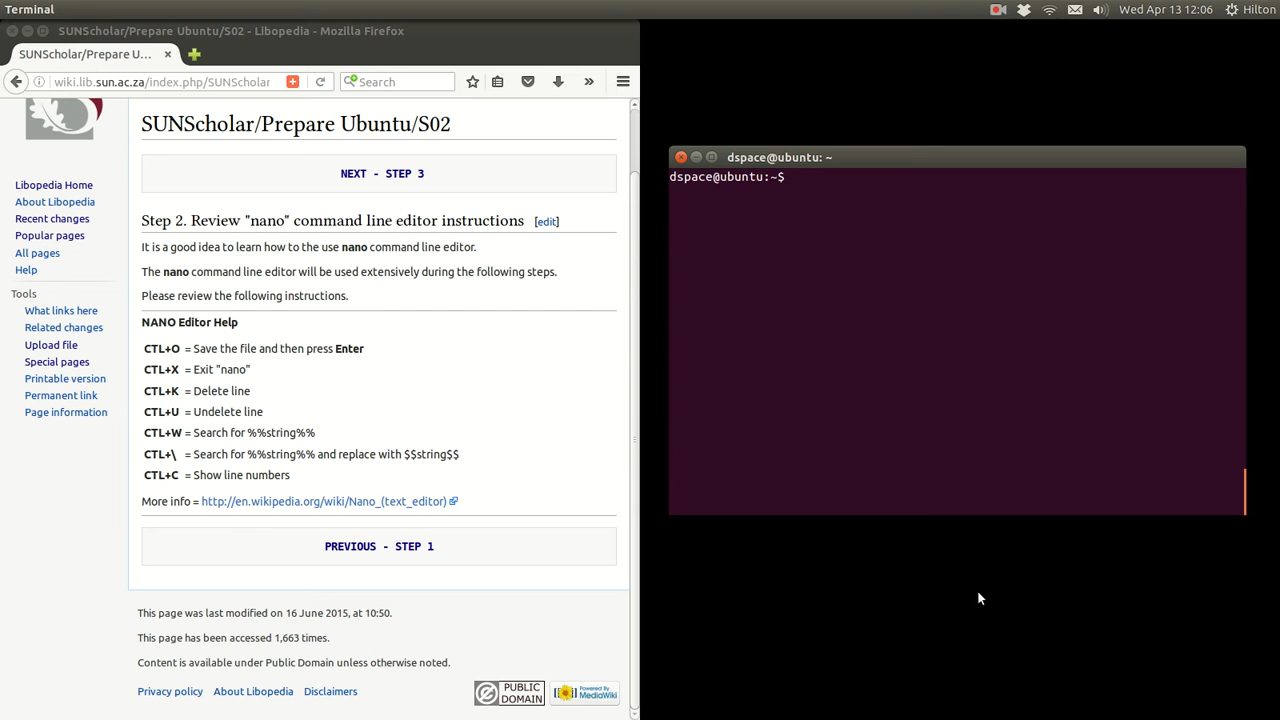 Terminal
Wed Apr 13 12:06 Hilton
SUNScholar/Prepare Ubuntu/S02 - Libopedia - Mozilla Firefox
SUNScholar/Prepare U...
wiki.lib.sun.ac.za/index.php/SUNScholar
Search
SUNScholar/Prepare Ubuntu/S02
NEXT - STEP 3
Libopedia Home
About Libopedia
Recent changes
Popular pages
All pages
Help
Tools
What links here
Related changes
Upload file
Special pages
Printable version
Permanent link
Page information
Step 2. Review "nano" command line editor instructions [edit]
It is a good idea to learn how to the use nano command line editor.
The nano command line editor will be used extensively during the following steps.
Please review the following instructions.
NANO Editor Help
CTL+O = Save the file and then press Enter
CTL+X = Exit "nano"
CTL+K = Delete line
CTL+U = Undelete line
CTL+W = Search for %%string%%
CTL+\ = Search for %%string%% and replace with $$string$$
CTL+C = Show line numbers
More info = http://en.wikipedia.org/wiki/Nano_(text_editor)
PREVIOUS - STEP 1
This page was last modified on 16 June 2015, at 10:50.
This page has been accessed 1,663 times.
Content is available under Public Domain unless otherwise noted.
Privacy policy About Libopedia Disclaimers
PUBLIC
DOMAIN
Powered By
MediaWiki
dspace@ubuntu: ~
dspace@ubuntu:~$